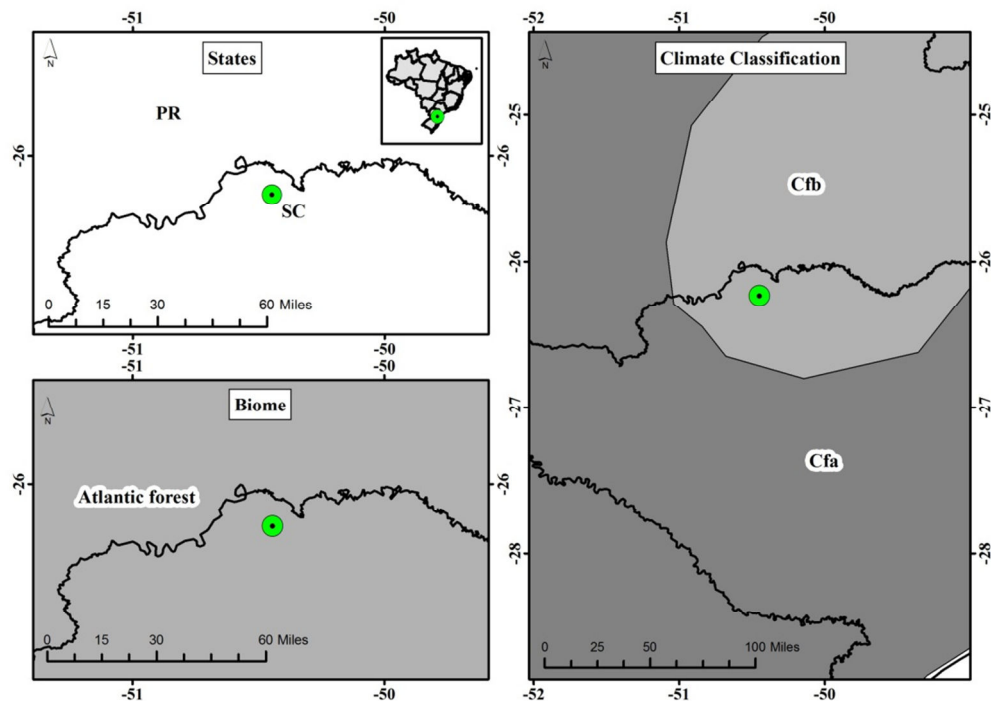 -51
-50
States
N
PR
-26
-26
SC
0
15
30
60 Miles
-51
-50
-51
-50
Biome
N
Atlantic forest
-26
-26
0
15
30
60 Miles
-51
-50
-52
-51
-50
Climate Classification
N
-25
-25
Cfb
-26
-26
-27
-27
Cfa
-28
-28
0
25
50
100 Miles
-52
-51
-50